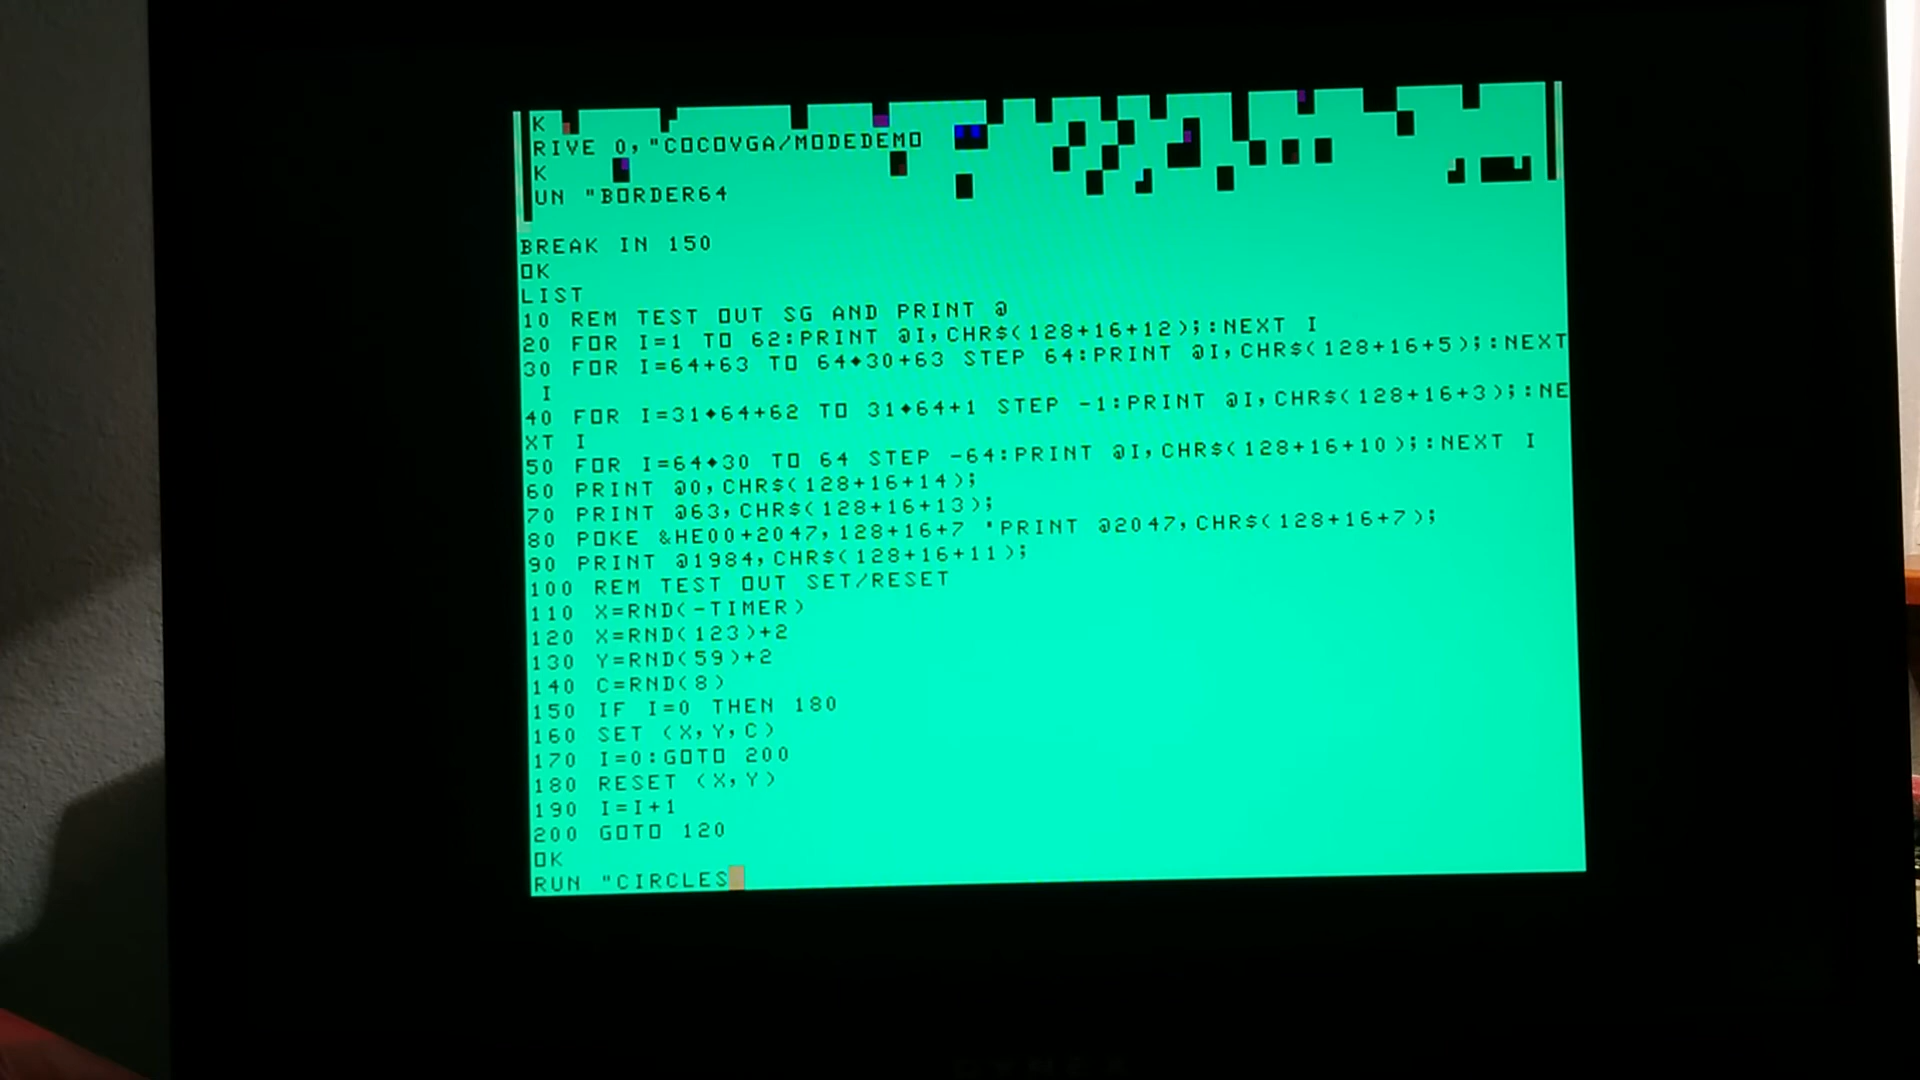 K
RIVE 0,"COCOVGA/MODEDEMO
K
UN "BORDER64
BREAK IN 150
OK
LIST
10 REM TEST OUT SG AND PRINT @
20 FOR I=1 TO 62:PRINT @I,CHR$(128+16+12);:NEXT I
30 FOR I=64+63 TO 64*30+63 STEP 64:PRINT @I,CHR$(128+16+5);:NEXT
I
40 FOR I=31*64+62 TO 31*64+1 STEP -1:PRINT @I,CHR$(128+16+3);:NE
XT I
50 FOR I=64*30 TO 64 STEP -64:PRINT @I,CHR$(128+16+10);:NEXT I
60 PRINT @0,CHR$(128+16+14);
70 PRINT @63,CHR$(128+16+13);
80 POKE &HE00+2047,128+16+7 'PRINT @2047,CHR$(128+16+7);
90 PRINT @1984,CHR$(128+16+11);
100 REM TEST OUT SET/RESET
110 X=RND(-TIMER)
120 X=RND(123)+2
130 Y=RND(59)+2
140 C=RND(8)
150 IF I=0 THEN 180
160 SET (X,Y,C)
170 I=0:GOTO 200
180 RESET (X,Y)
190 I=I+1
200 GOTO 120
OK
RUN "CIRCLES